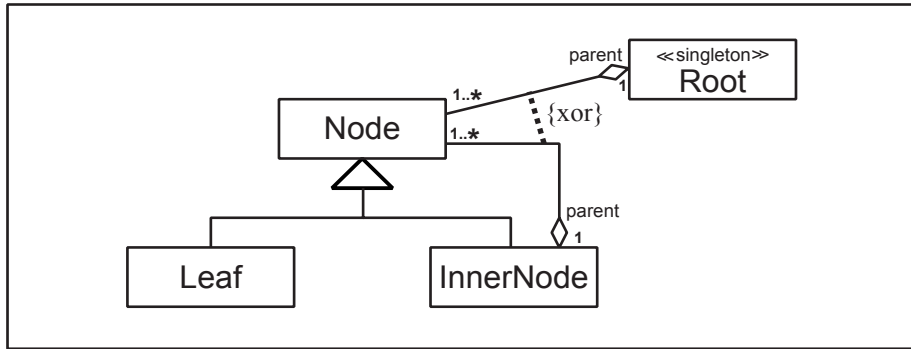 parent
≪singleton≫
Root
1
1..*
{xor}
Node
1..*
parent
1
Leaf
InnerNode